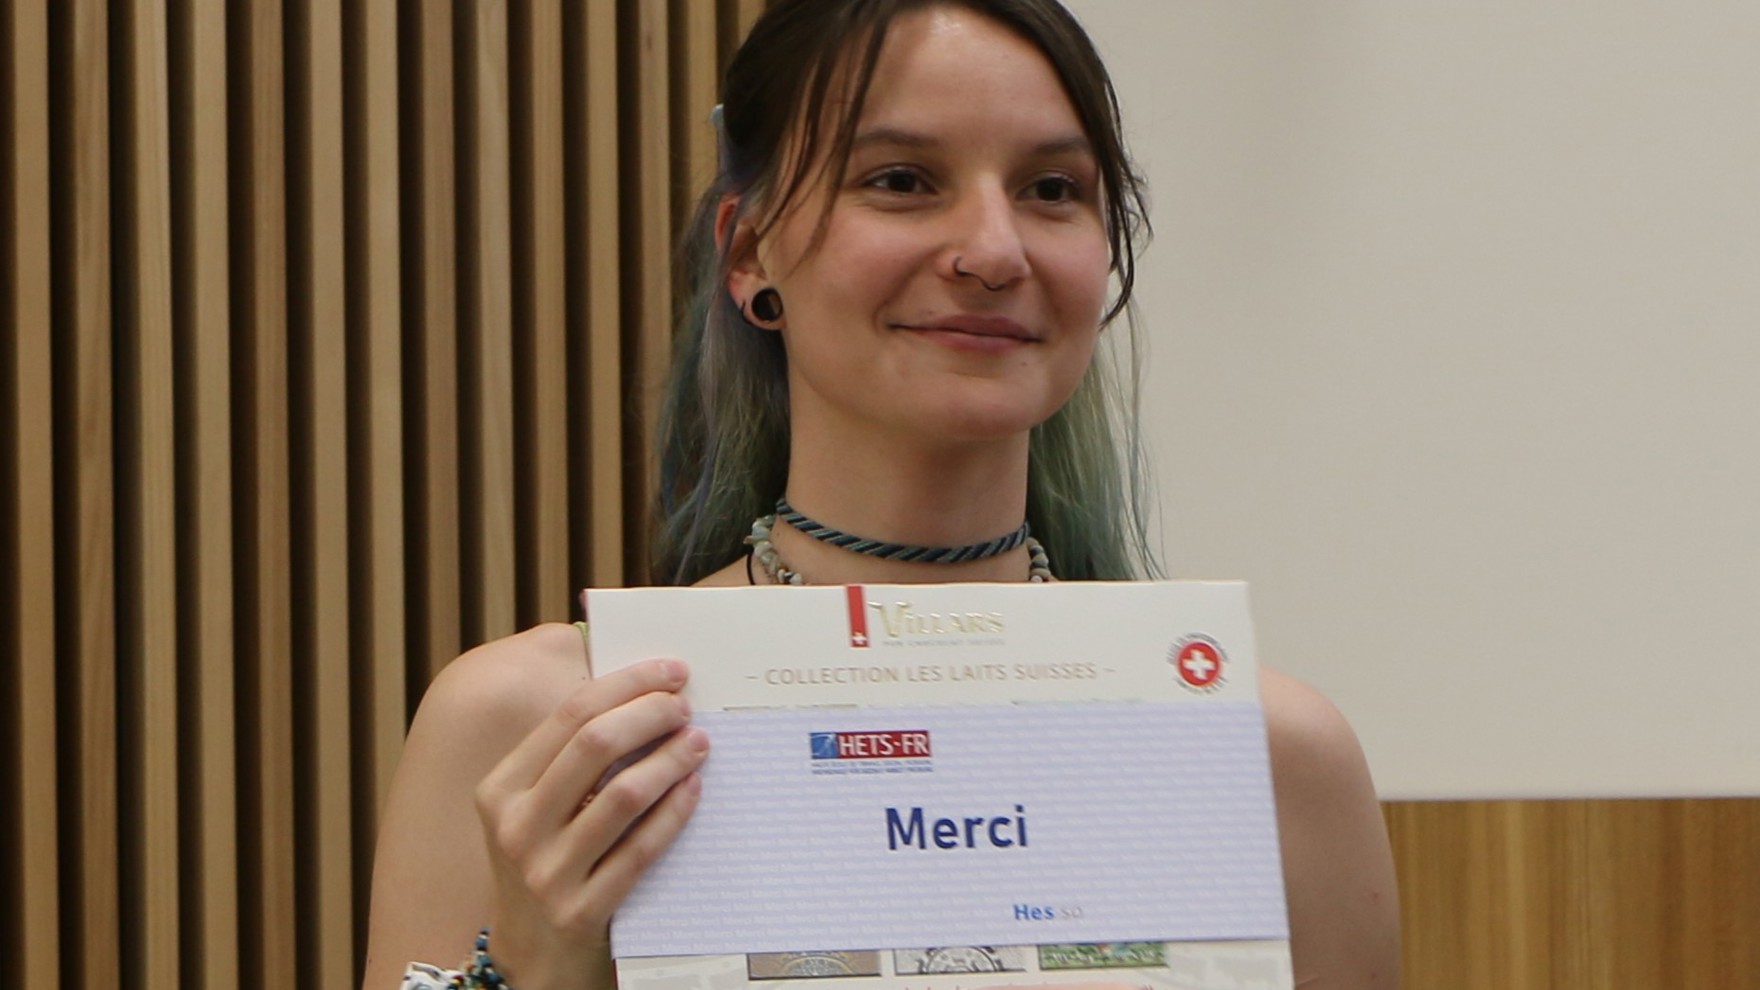 VILLARS
- COLLECTION LES LAITS SUISSES -
HETS-FR
Merci
Hes so